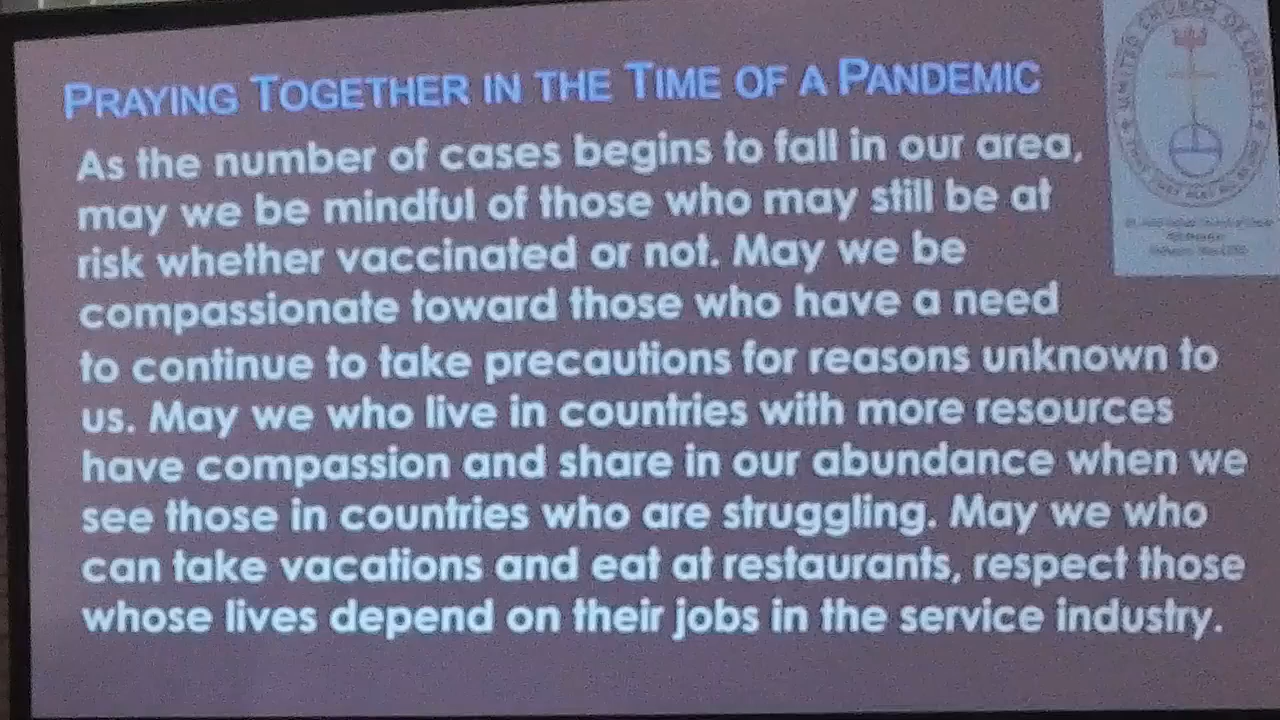 PRAYING TOGETHER IN THE TIME OF A PANDEMIC
As the number of cases begins to fall in our area,
may we be mindful of those who may still be at
risk whether vaccinated or not. May we be
compassionate toward those who have a need
to continue to take precautions for reasons unknown to
us. May we who live in countries with more resources
have compassion and share in our abundance when we
see those in countries who are struggling. May we who
can take vacations and eat at restaurants, respect those
whose lives depend on their jobs in the service industry.
UNITED CHURCH OF CHRIST